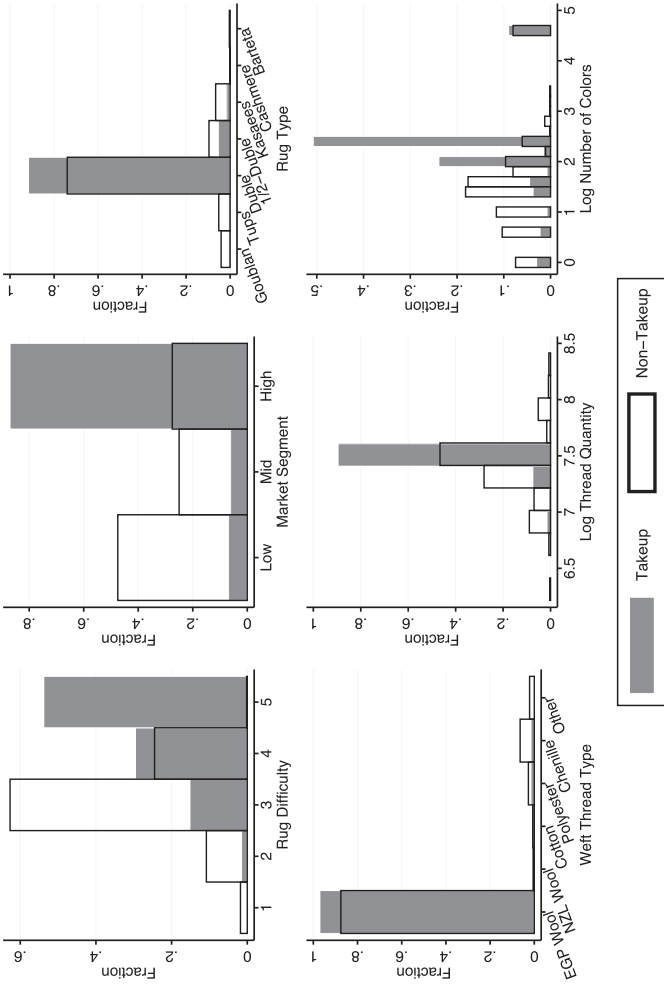 Fraction
0 .2 .4 .6
1 2 3 4 5
Rug Difficulty
Fraction
0 .2 .4 .6 .8
Low Mid High
Market Segment
Fraction
0 .2 .4 .6 .8 1
Goublan Tups Duble 1/2−Duble Kasaees Cashmere Barteta
Rug Type
Fraction
0 .2 .4 .6 .8 1
EGP Wool NZL Wool Cotton Polyester Chenille Other
Weft Thread Type
Fraction
0 .2 .4 .6 .8 1
6.5 7 7.5 8 8.5
Log Thread Quantity
Fraction
0 .1 .2 .3 .4 .5
0 1 2 3 4 5
Log Number of Colors
Takeup Non−Takeup